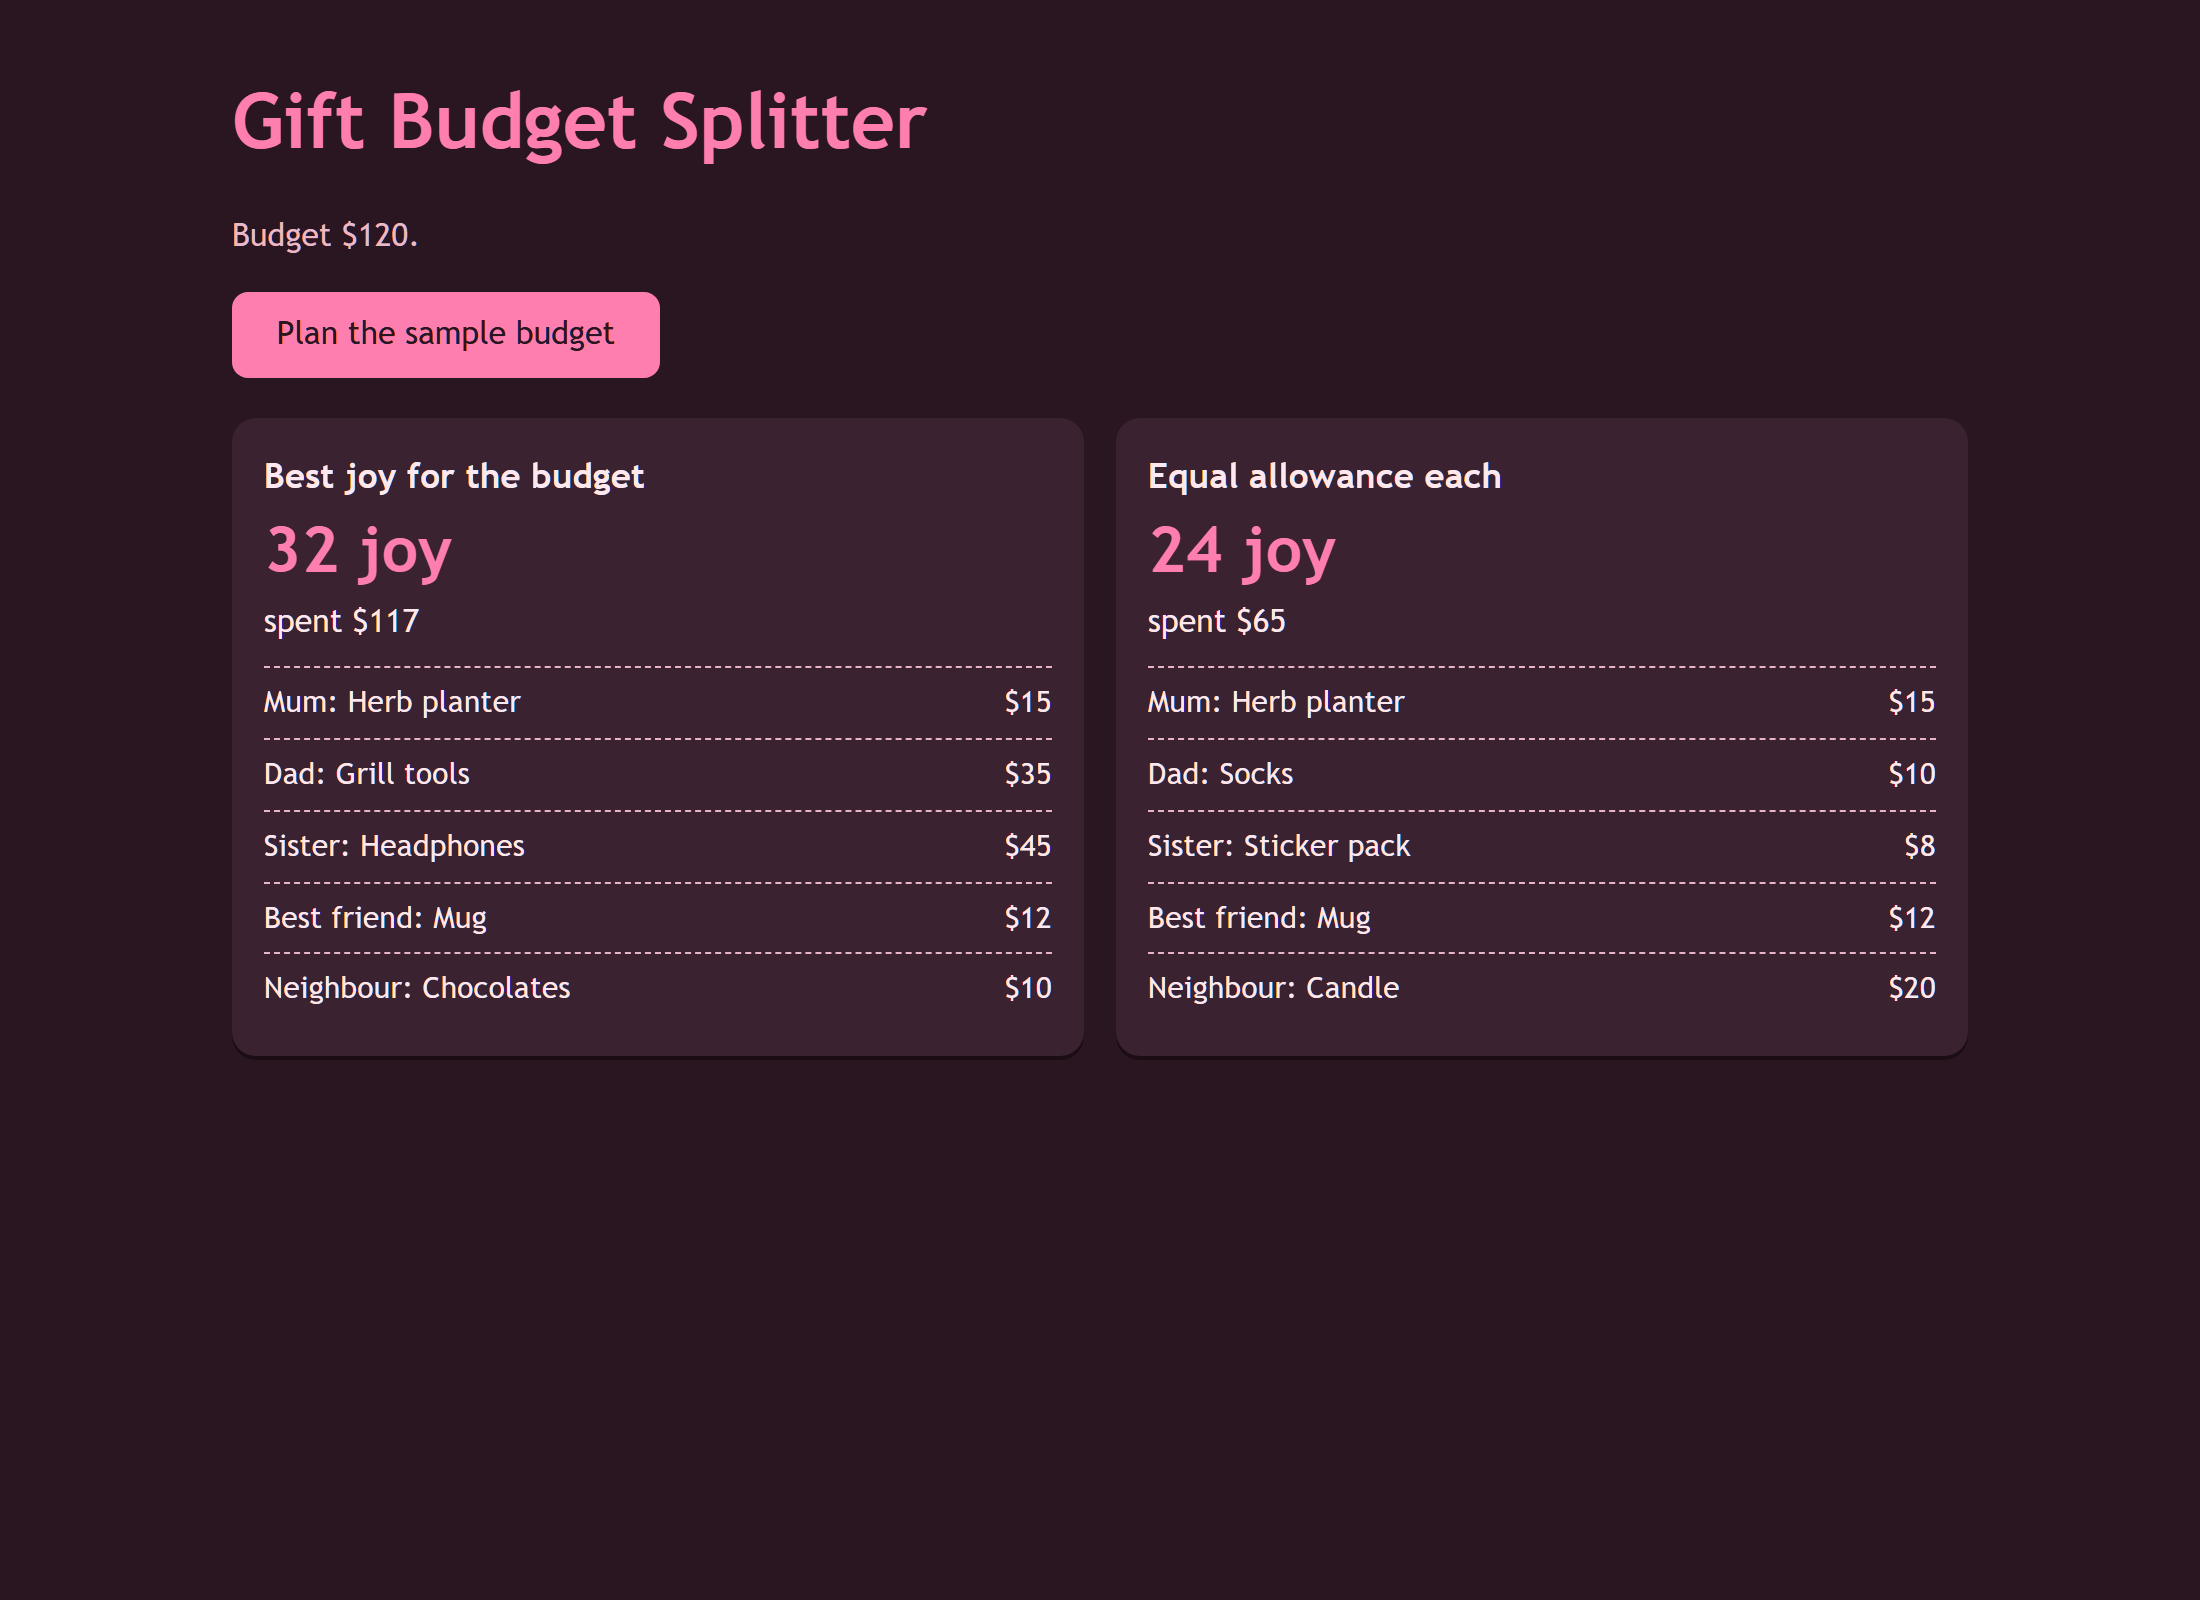 Gift Budget Splitter
Budget $120.
Plan the sample budget
Best joy for the budget
32 joy
spent $117
Mum: Herb planter $15
Dad: Grill tools $35
Sister: Headphones $45
Best friend: Mug $12
Neighbour: Chocolates $10
Equal allowance each
24 joy
spent $65
Mum: Herb planter $15
Dad: Socks $10
Sister: Sticker pack $8
Best friend: Mug $12
Neighbour: Candle $20